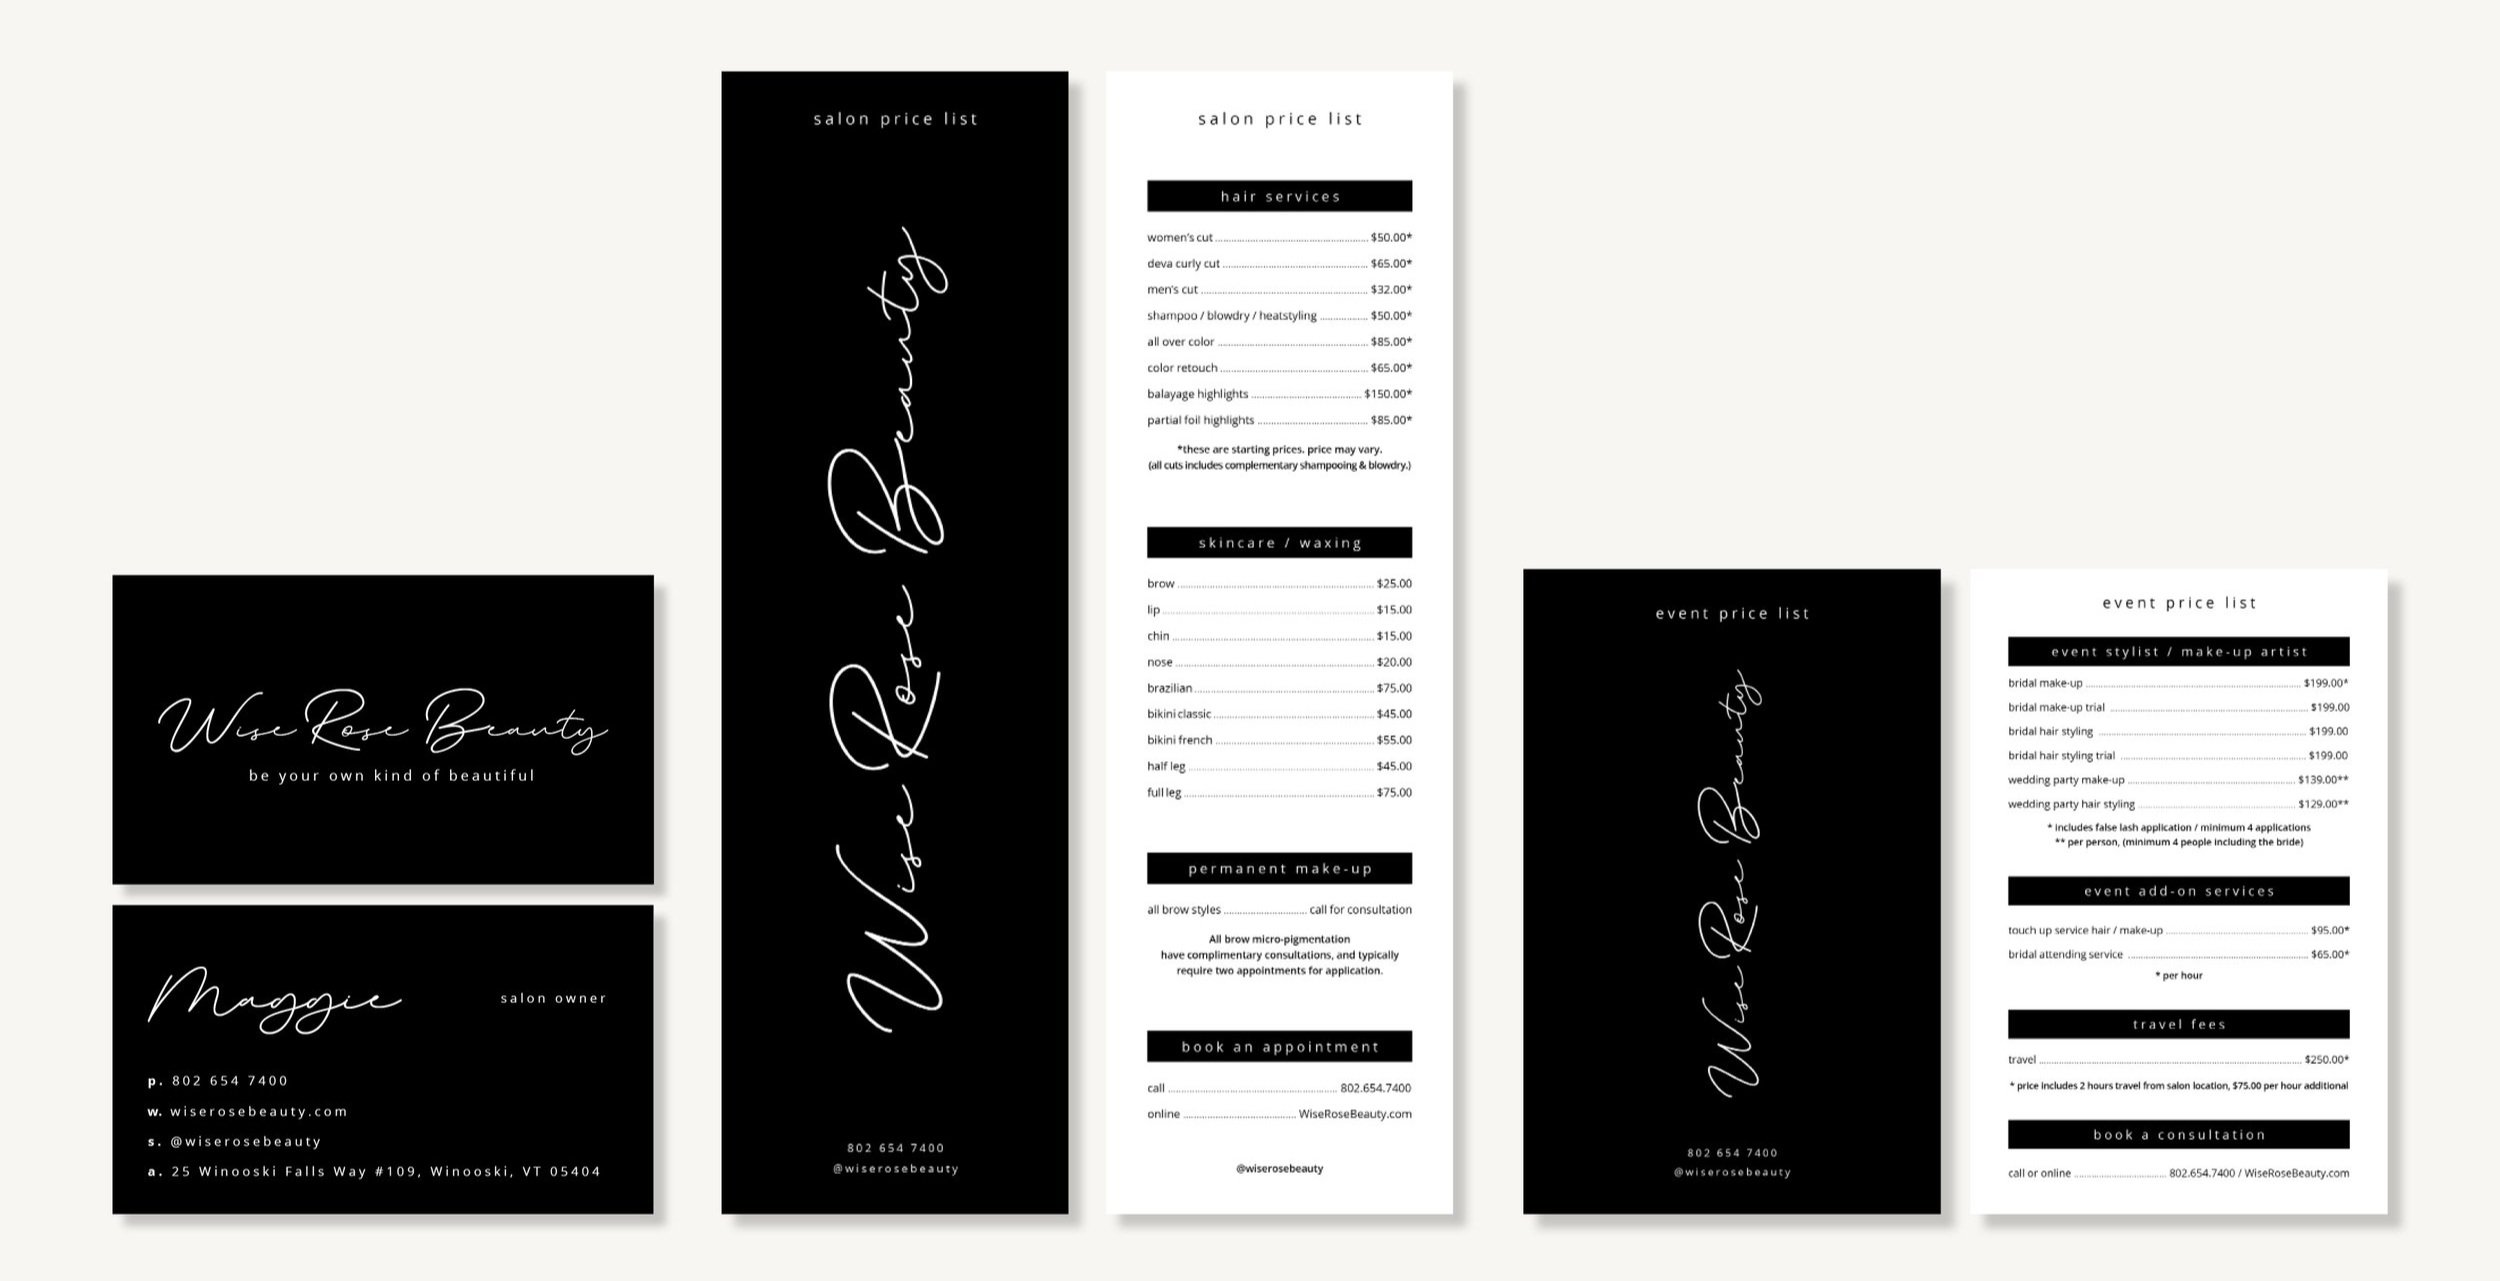 Wise Rose Beauty
be your own kind of beautiful
Maggie
salon owner
p. 802 654 7400
w. wiserosebeauty.com
s. @wiserosebeauty
a. 25 Winooski Falls Way #109, Winooski, VT 05404
salon price list
Wise Rose Beauty
802 654 7400
@wiserosebeauty
salon price list
hair services
women's cut $50.00*
deva curly cut $65.00*
men's cut $32.00*
shampoo / blowdry / heatstyling $50.00*
all over color $85.00*
color retouch $65.00*
balayage highlights $150.00*
partial foil highlights $85.00*
*these are starting prices. price may vary.
(all cuts includes complementary shampooing & blowdry.)
skincare / waxing
brow $25.00
lip $15.00
chin $15.00
nose $20.00
brazilian $75.00
bikini classic $45.00
bikini french $55.00
half leg $45.00
full leg $75.00
permanent make-up
all brow styles call for consultation
All brow micro-pigmentation
have complimentary consultations, and typically
require two appointments for application.
book an appointment
call 802.654.7400
online WiseRoseBeauty.com
@wiserosebeauty
event price list
Wise Rose Beauty
802 654 7400
@wiserosebeauty
event price list
event stylist / make-up artist
bridal make-up $199.00*
bridal make-up trial $199.00
bridal hair styling $199.00
bridal hair styling trial $199.00
wedding party make-up $139.00**
wedding party hair styling $129.00**
* includes false lash application / minimum 4 applications
** per person, (minimum 4 people including the bride)
event add-on services
touch up service hair / make-up $95.00*
bridal attending service $65.00*
* per hour
travel fees
travel $250.00*
* price includes 2 hours travel from salon location, $75.00 per hour additional
book a consultation
call or online 802.654.7400 / WiseRoseBeauty.com